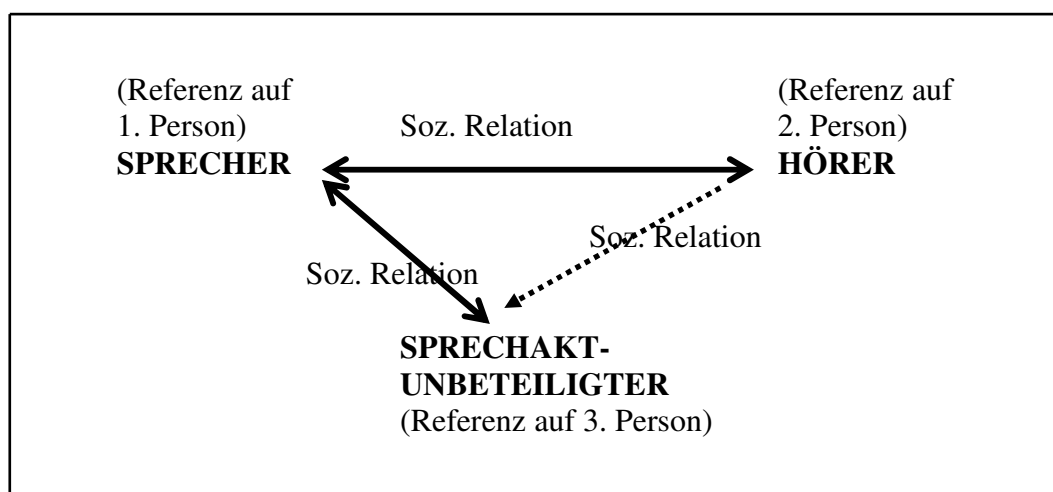 (Referenz auf
1. Person)
SPRECHER
Soz. Relation
(Referenz auf
2. Person)
HÖRER
Soz. Relation
Soz. Relation
SPRECHAKT-
UNBETEILIGTER
(Referenz auf 3. Person)